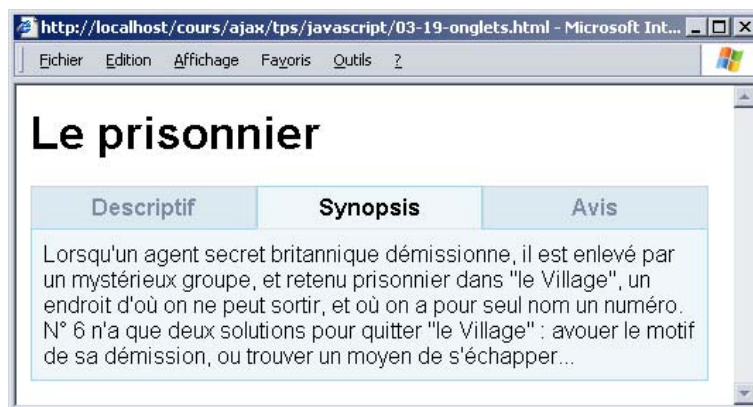 http://localhost/cours/ajax/tps/javascript/03-19-onglets.html - Microsoft Int...
Fichier Edition Affichage Favoris Outils ?
Le prisonnier
Descriptif Synopsis Avis
Lorsqu'un agent secret britannique démissionne, il est enlevé par
un mystérieux groupe, et retenu prisonnier dans "le Village", un
endroit d'où on ne peut sortir, et où on a pour seul nom un numéro.
N° 6 n'a que deux solutions pour quitter "le Village" : avouer le motif
de sa démission, ou trouver un moyen de s'échapper...